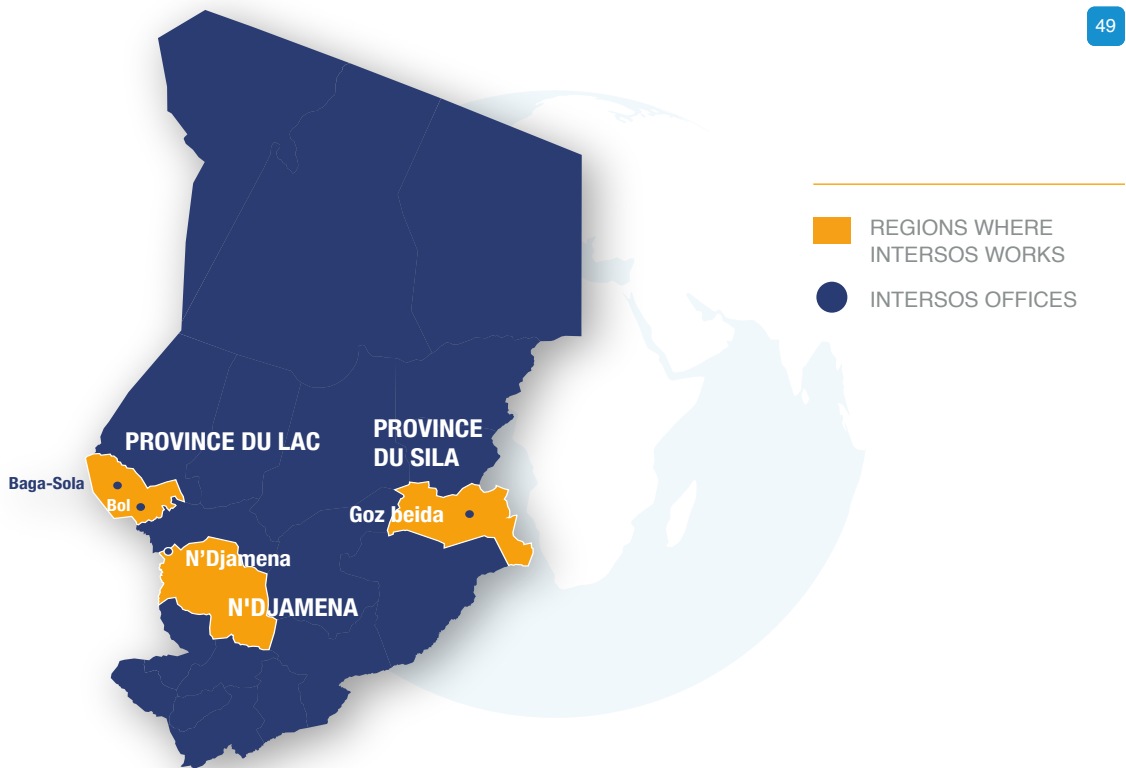 49
REGIONS WHERE
INTERSOS WORKS
INTERSOS OFFICES
PROVINCE DU LAC
PROVINCE
DU SILA
Baga-Sola
Bol
Goz beida
N’Djamena
N'DJAMENA